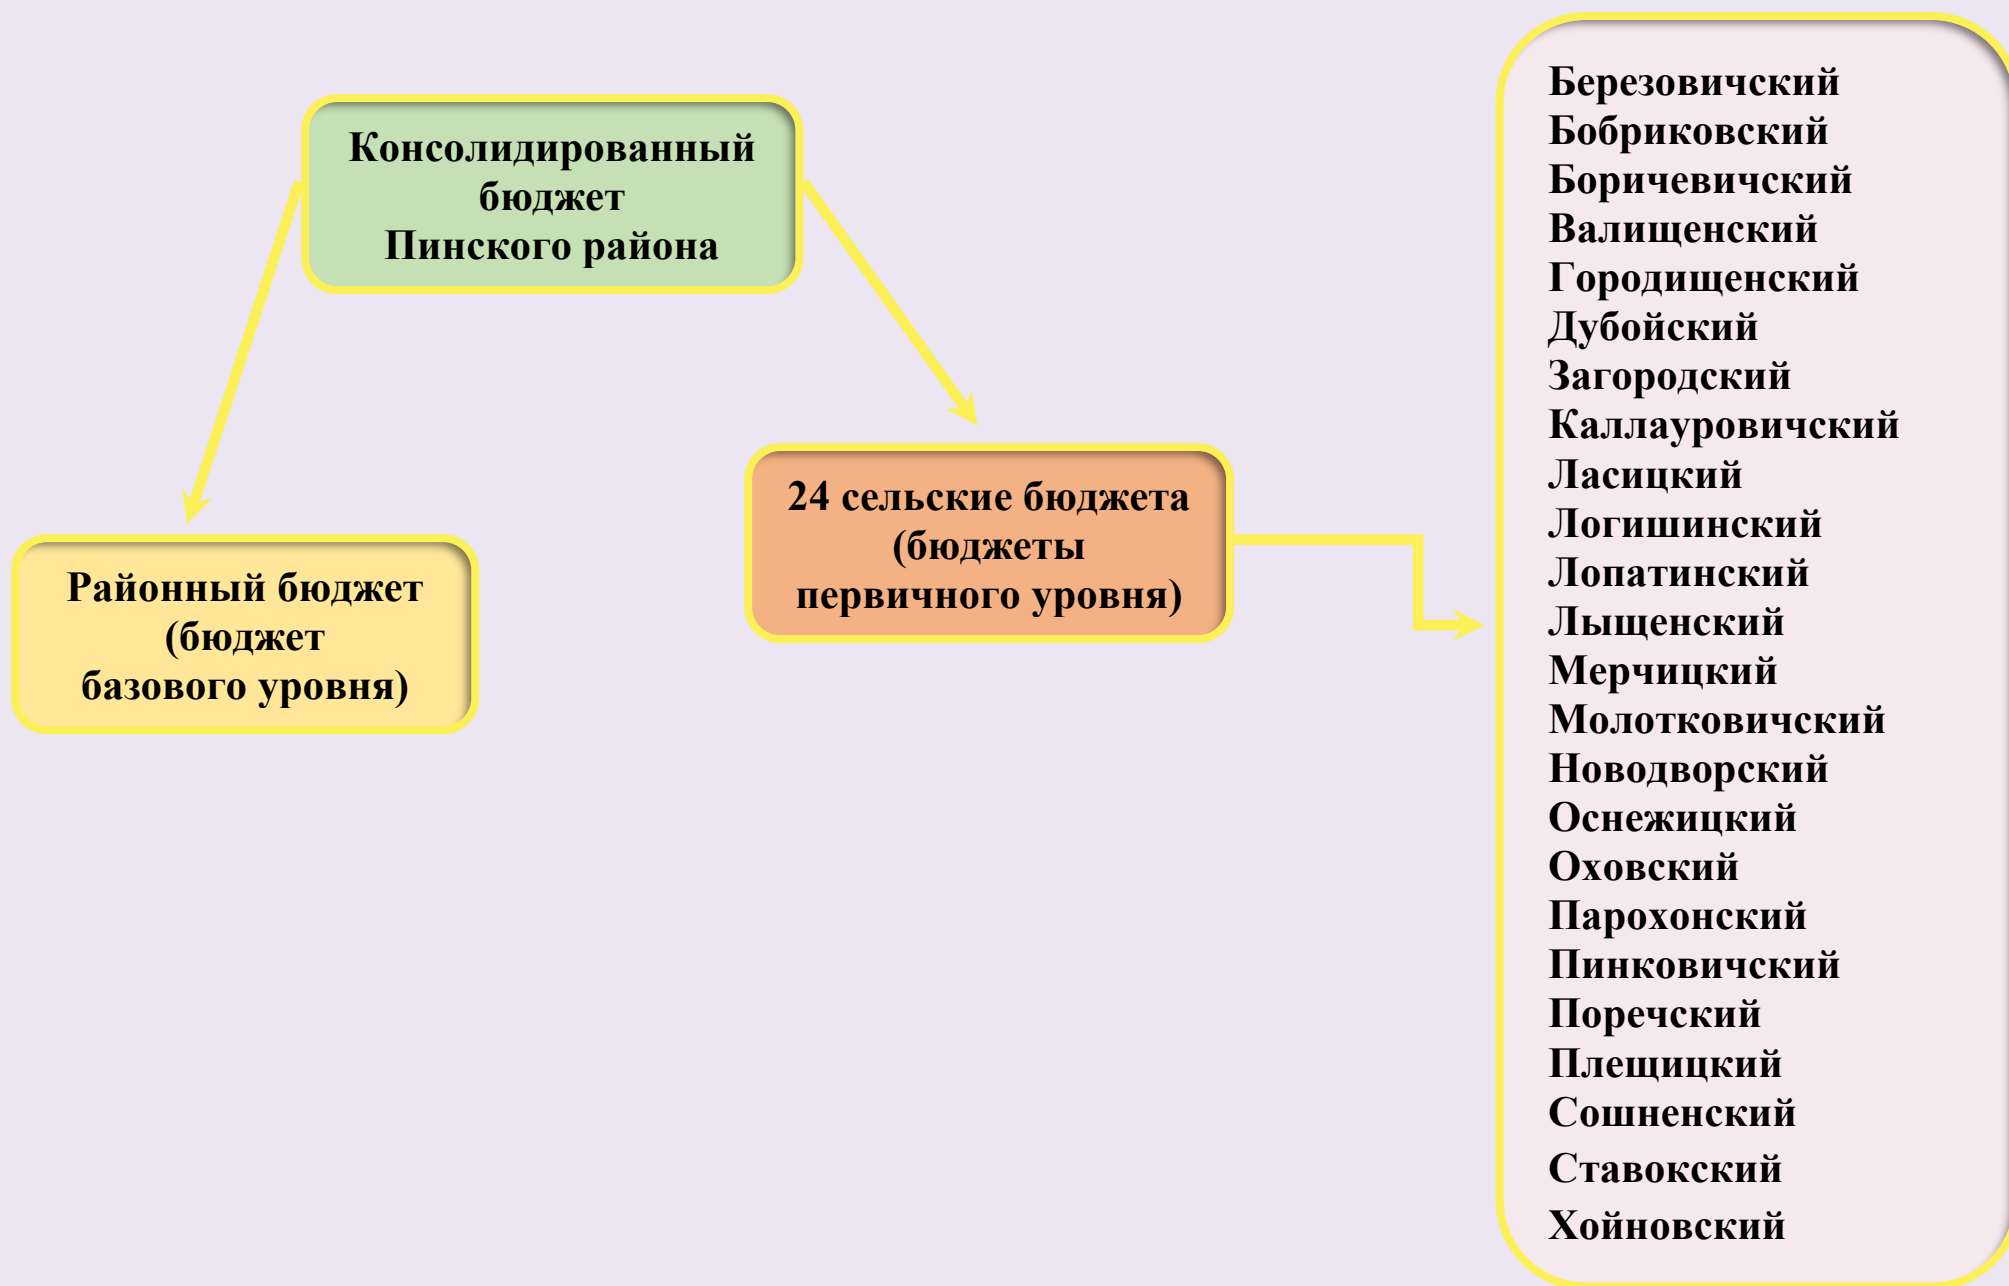 Консолидированный
бюджет
Пинского района
Районный бюджет
(бюджет
базового уровня)
24 сельские бюджета
(бюджеты
первичного уровня)
Березовичский
Бобриковский
Боричевичский
Валищенский
Городищенский
Дубойский
Загородский
Каллауровичский
Ласицкий
Логишинский
Лопатинский
Лыщенский
Мерчицкий
Молотковичский
Новодворский
Оснежицкий
Оховский
Парохонский
Пинковичский
Поречский
Плещицкий
Сошненский
Ставокский
Хойновский